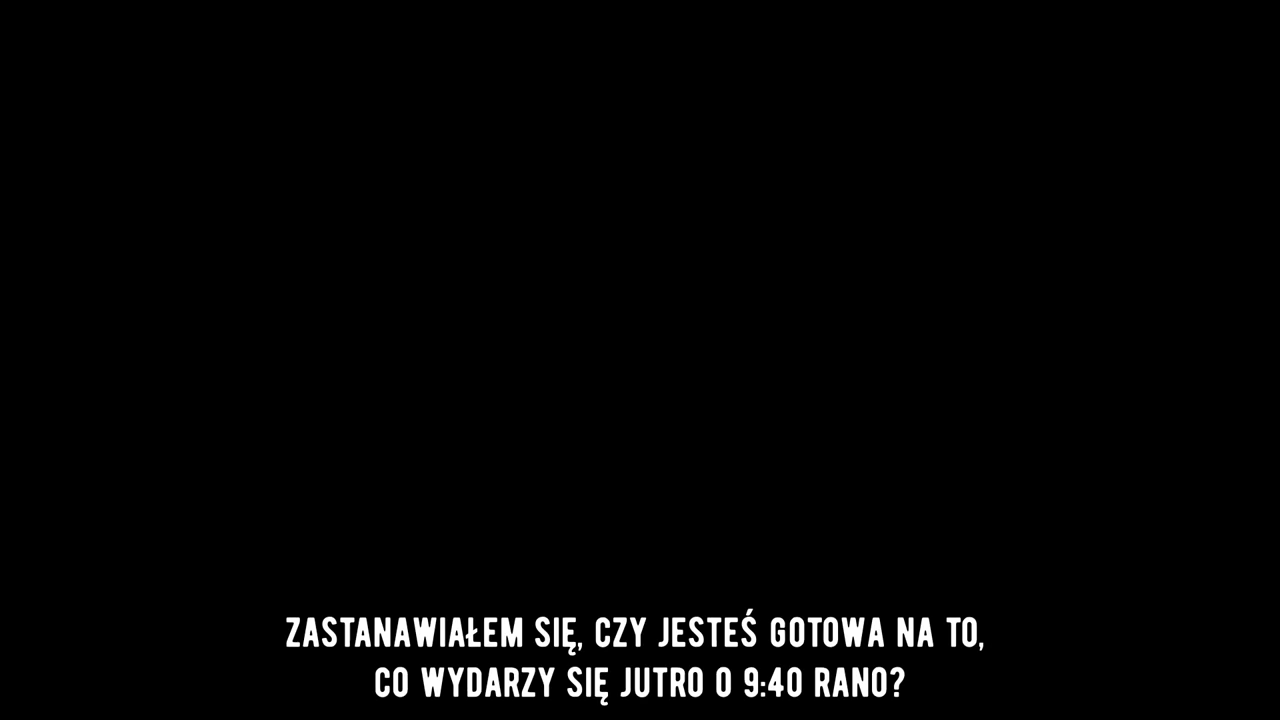 ZASTANAWIAŁEM SIĘ, CZY JESTEŚ GOTOWA NA TO,
CO WYDARZY SIĘ JUTRO O 9:40 RANO?